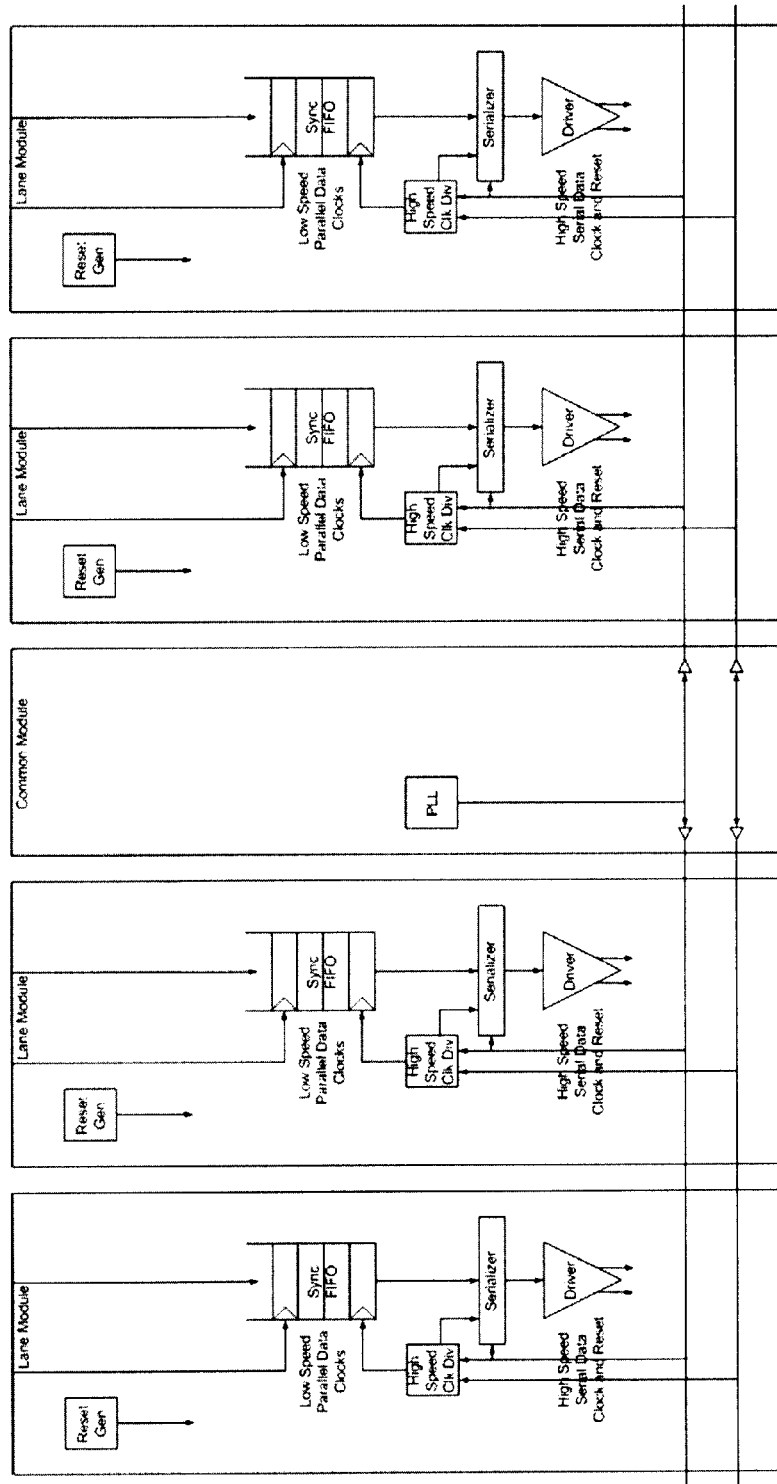 Lane Module
Reset
Gen
Sync
FIFO
Low Speed
Parallel Data
Clocks
High
Speed
Clk Div
Serializer
Driver
High Speed
Serial Data
Clock and Reset
Lane Module
Reset
Gen
Sync
FIFO
Low Speed
Parallel Data
Clocks
High
Speed
Clk Div
Serializer
Driver
High Speed
Serial Data
Clock and Reset
Common Module
PLL
Lane Module
Reset
Gen
Sync
FIFO
Low Speed
Parallel Data
Clocks
High
Speed
Clk Div
Serializer
Driver
High Speed
Serial Data
Clock and Reset
Lane Module
Reset
Gen
Sync
FIFO
Low Speed
Parallel Data
Clocks
High
Speed
Clk Div
Serializer
Driver
High Speed
Serial Data
Clock and Reset